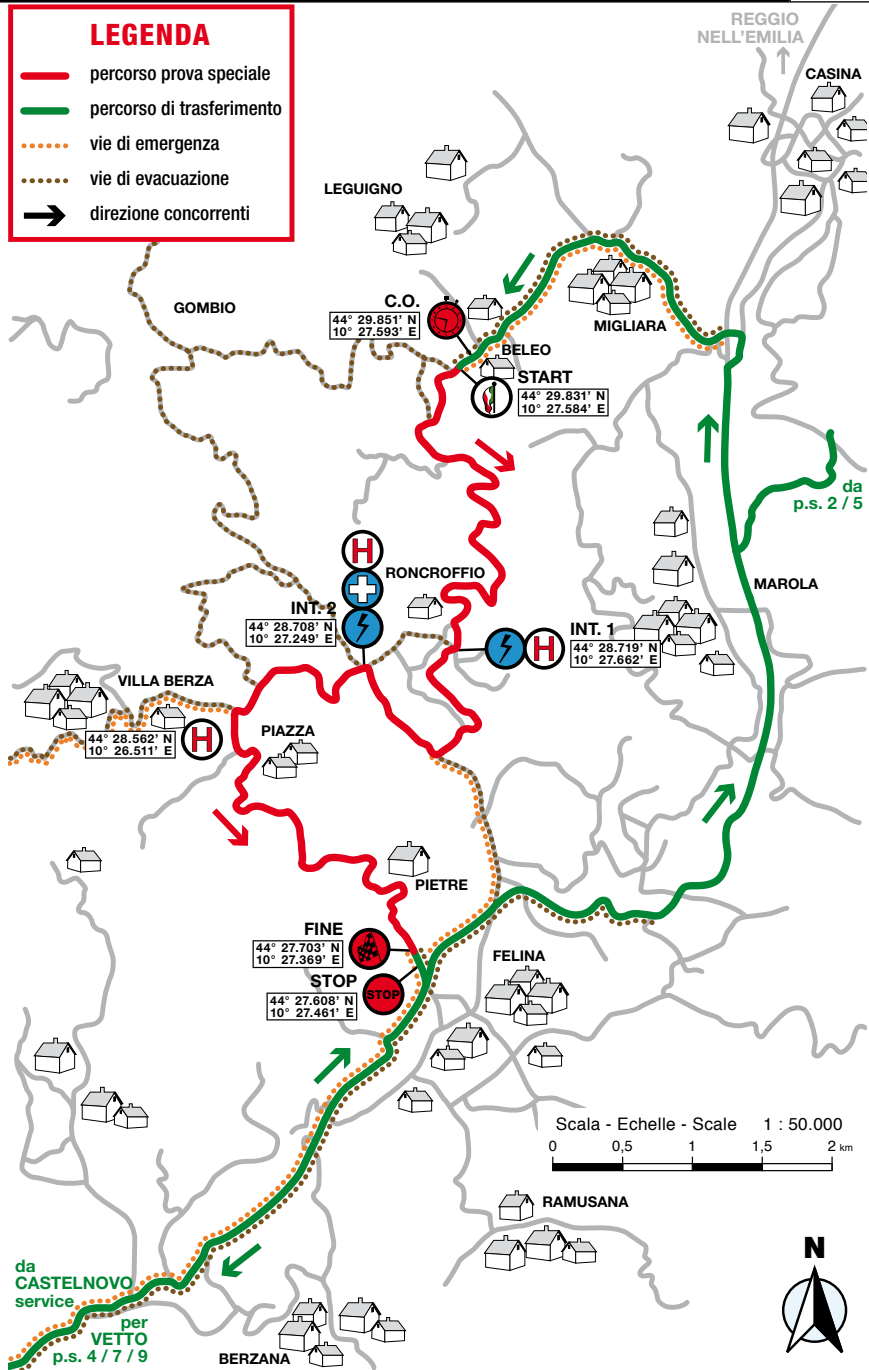 LEGENDA
percorso prova speciale
percorso di trasferimento
vie di emergenza
vie di evacuazione
direzione concorrenti
REGGIO
NELL'EMILIA
CASINA
LEGUIGNO
GOMBIO
C.O.
44° 29.851' N
10° 27.593' E
MIGLIARA
BELEO
START
44° 29.831' N
10° 27.584' E
da
p.s. 2 / 5
H
RONCROFFIO
MAROLA
INT. 2
44° 28.708' N
10° 27.249' E
H
INT. 1
44° 28.719' N
10° 27.662' E
VILLA BERZA
44° 28.562' N
10° 26.511' E
H
PIAZZA
PIETRE
FINE
44° 27.703' N
10° 27.369' E
STOP
44° 27.608' N
10° 27.461' E
STOP
FELINA
Scala - Echelle - Scale 1 : 50.000
0 0,5 1 1,5 2 km
RAMUSANA
N
da
CASTELNOVO
service
per
VETTO
p.s. 4 / 7 / 9
BERZANA